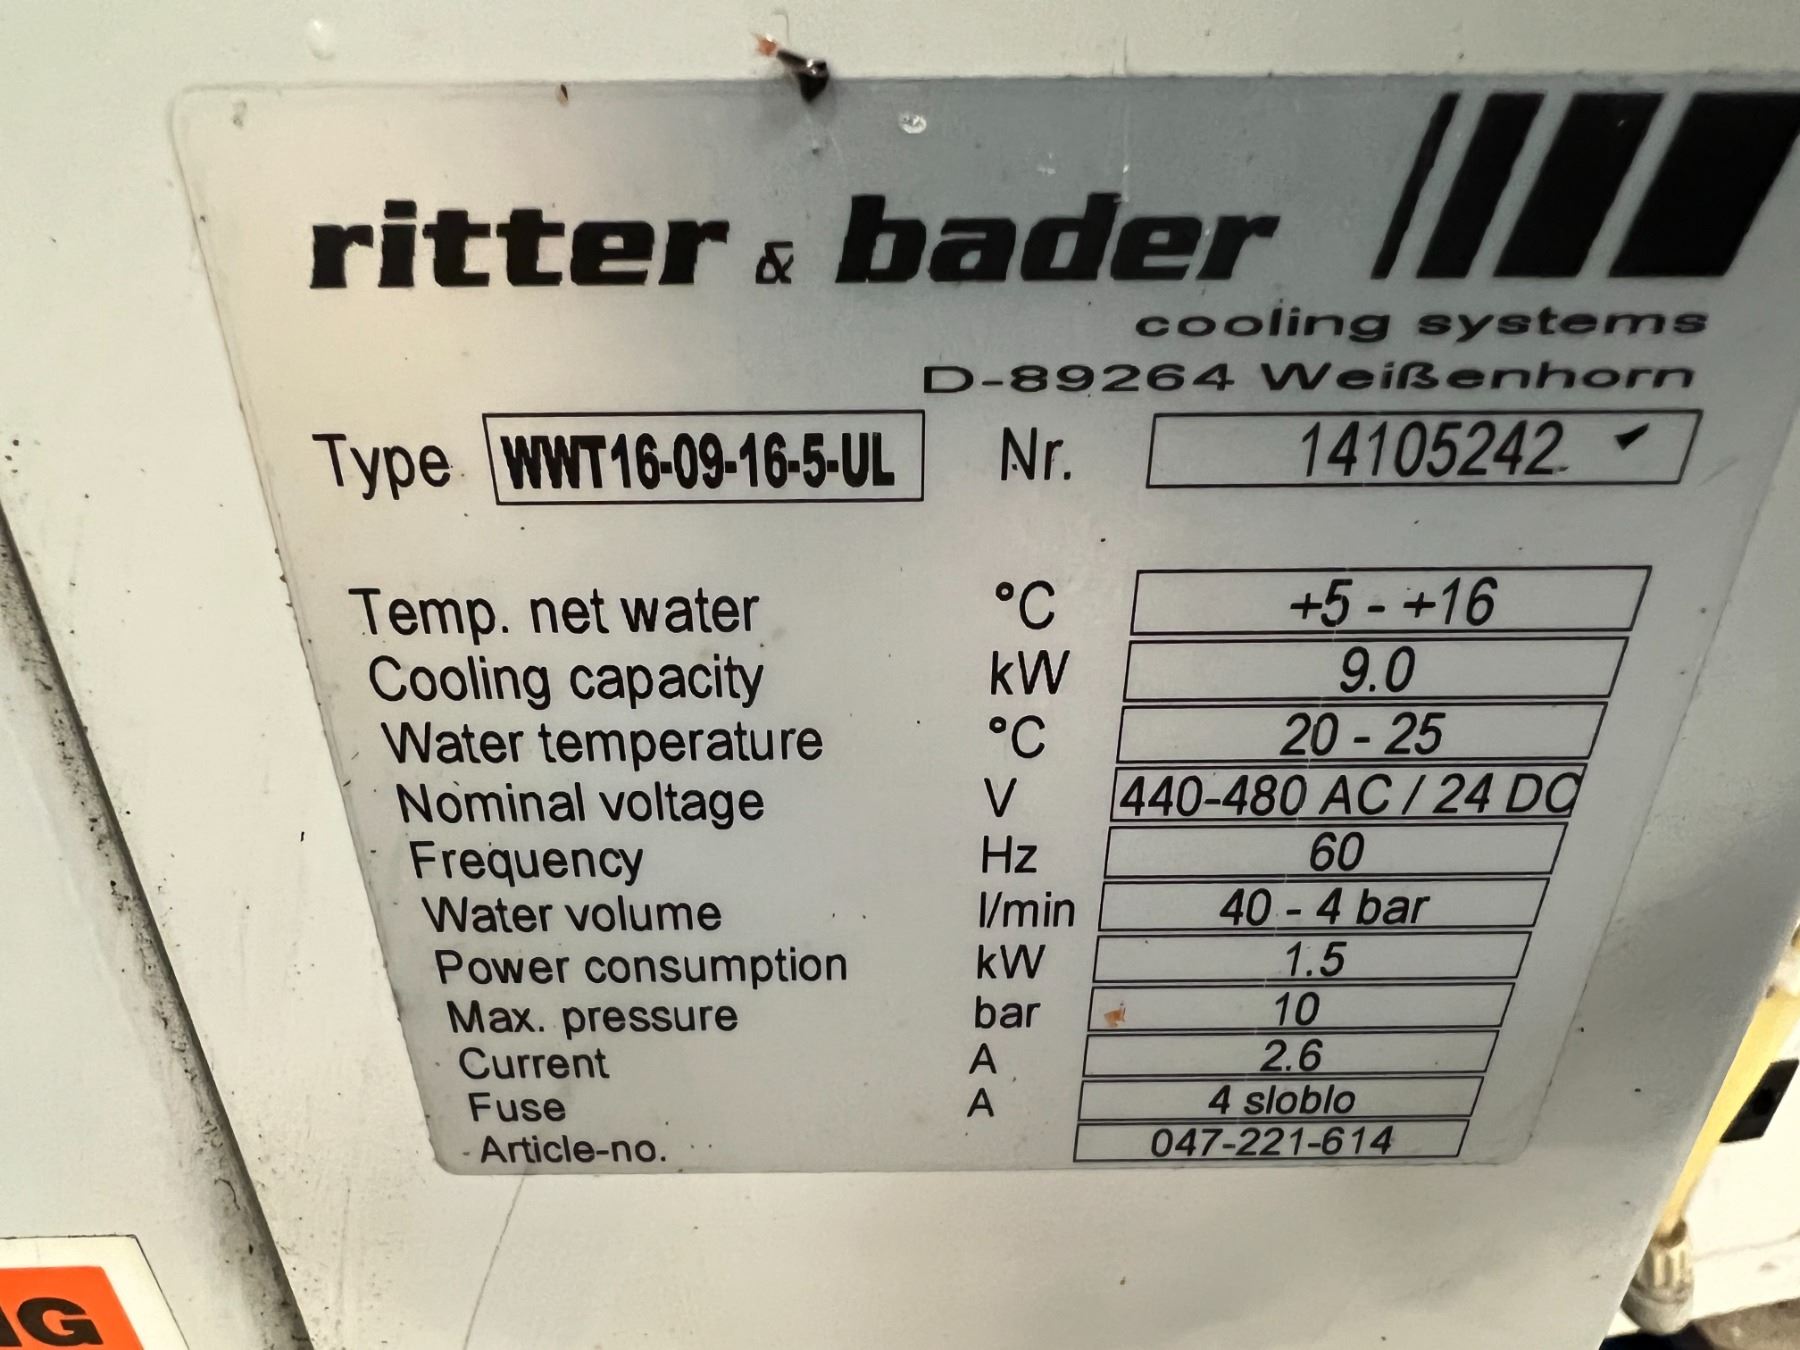 ritter & bader
cooling systems
D-89264 Weißenhorn
Type WWT16-09-16-5-UL Nr. 14105242
Temp. net water °C +5 - +16
Cooling capacity kW 9.0
Water temperature °C 20 - 25
Nominal voltage V 440-480 AC / 24 DC
Frequency Hz 60
Water volume l/min 40 - 4 bar
Power consumption kW 1.5
Max. pressure bar 10
Current A 2.6
Fuse A 4 sloblo
Article-no. 047-221-614